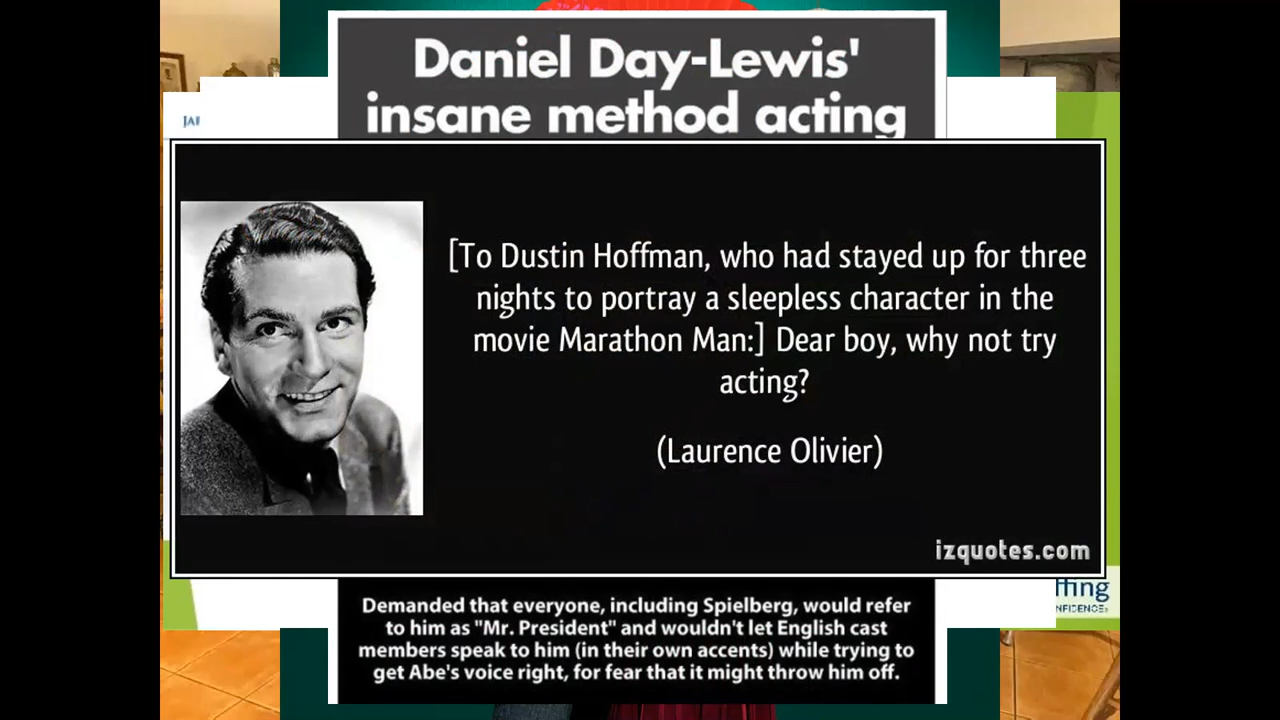 Daniel Day-Lewis'
insane method acting
[To Dustin Hoffman, who had stayed up for three
nights to portray a sleepless character in the
movie Marathon Man:] Dear boy, why not try
acting?
(Laurence Olivier)
izquotes.com
Demanded that everyone, including Spielberg, would refer
to him as "Mr. President" and wouldn't let English cast
members speak to him (in their own accents) while trying to
get Abe's voice right, for fear that it might throw him off.